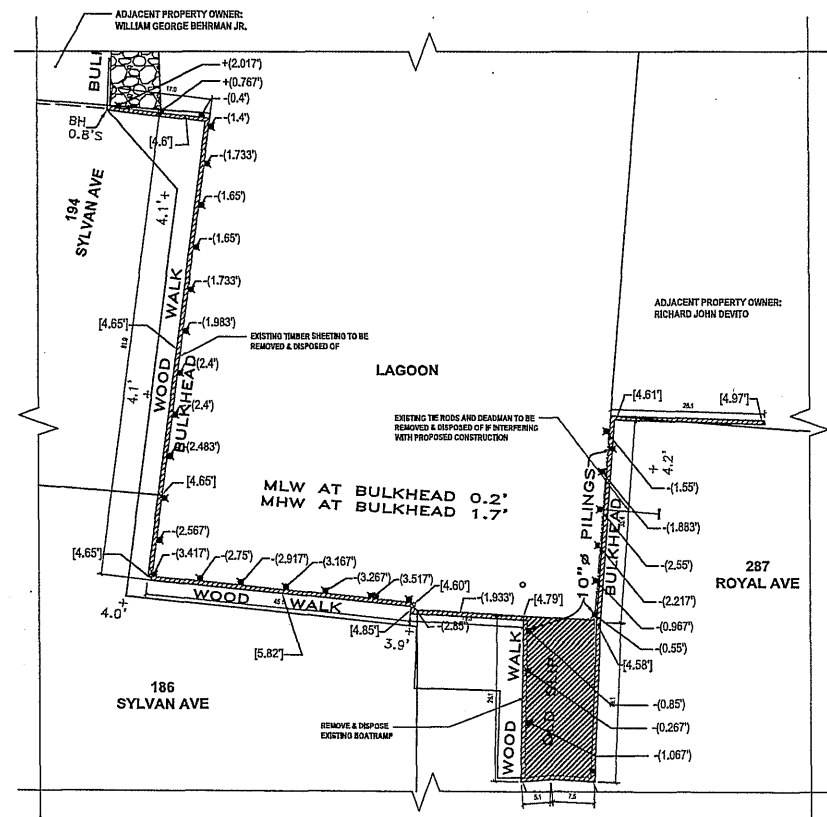 ADJACENT PROPERTY OWNER:
WILLIAM GEORGE BEHRMAN JR.
BULK
+(2.017')
+(0.767')
-(0.4')
-(1.4')
17.0
BH
0.8'S
[4.6']
-(1.733')
194
SYLVAN AVE
4.1'+
-(1.65')
-(1.65')
-(1.733')
WOOD WALK
BULKHEAD
[4.65']
-(1.983')
EXISTING TIMBER SHEETING TO BE
REMOVED & DISPOSED OF
4.1'
-(2.4')
-(2.4')
-(2.483')
[4.65']
-(2.567')
LAGOON
ADJACENT PROPERTY OWNER:
RICHARD JOHN DEVITO
[4.61']
[4.97']
EXISTING TIE RODS AND DEADMAN TO BE
REMOVED & DISPOSED OF IF INTERFERING
WITH PROPOSED CONSTRUCTION
MLW AT BULKHEAD 0.2'
MHW AT BULKHEAD 1.7'
10"ø PILINGS
BULKHEAD
4.2'
-(1.55')
-(1.883')
-(2.55')
-(2.217')
-(0.967')
-(0.55')
[4.58']
287
ROYAL AVE
[4.65']
-(3.417')
-(2.75')
-(2.917')
-(3.167')
-(3.267')
-(3.517')
[4.60']
-(1.933')
[4.79']
4.0'
WOOD WALK
[4.85']
-(2.85')
3.9'
[5.82']
186
SYLVAN AVE
WOOD WALK
OLD SLIP
-(0.85')
-(0.267')
-(1.067')
REMOVE & DISPOSE
EXISTING BOATRAMP
5.1
7.5